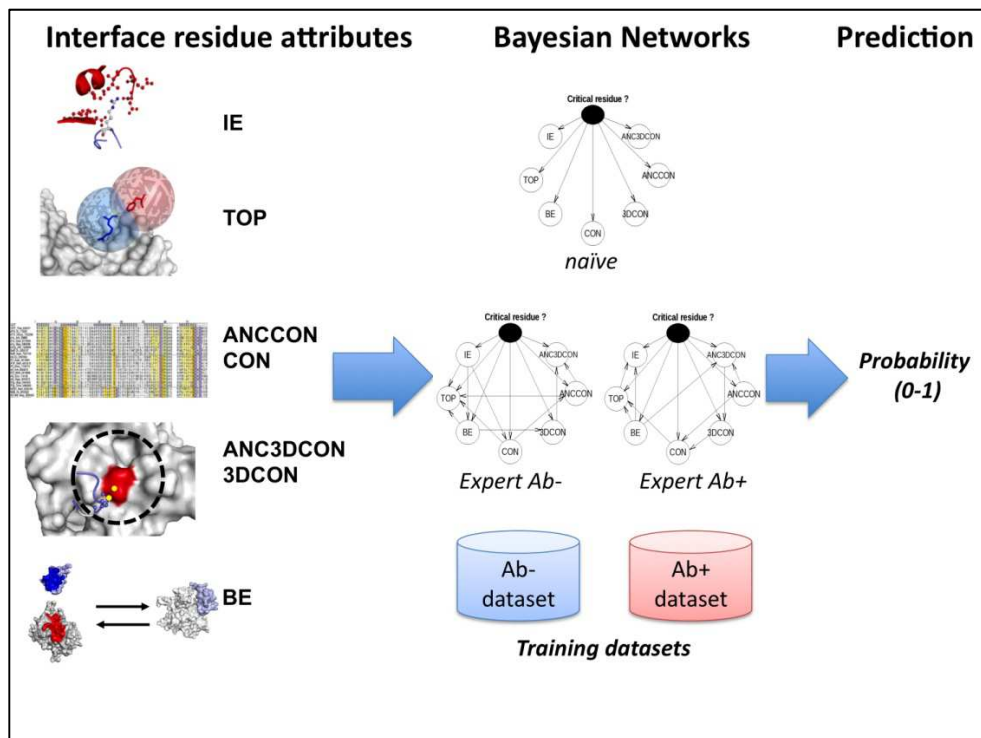 Interface residue attributes
Bayesian Networks
Prediction
IE
TOP
ANCCON
CON
ANC3DCON
3DCON
BE
Critical residue ?
IE
ANC3DCON
TOP
ANCCON
BE
3DCON
CON
naïve
Critical residue ?
IE
ANC3DCON
TOP
ANCCON
BE
3DCON
CON
Expert Ab-
Critical residue ?
IE
ANC3DCON
TOP
ANCCON
BE
3DCON
CON
Expert Ab+
Ab-
dataset
Ab+
dataset
Training datasets
Probability
(0-1)